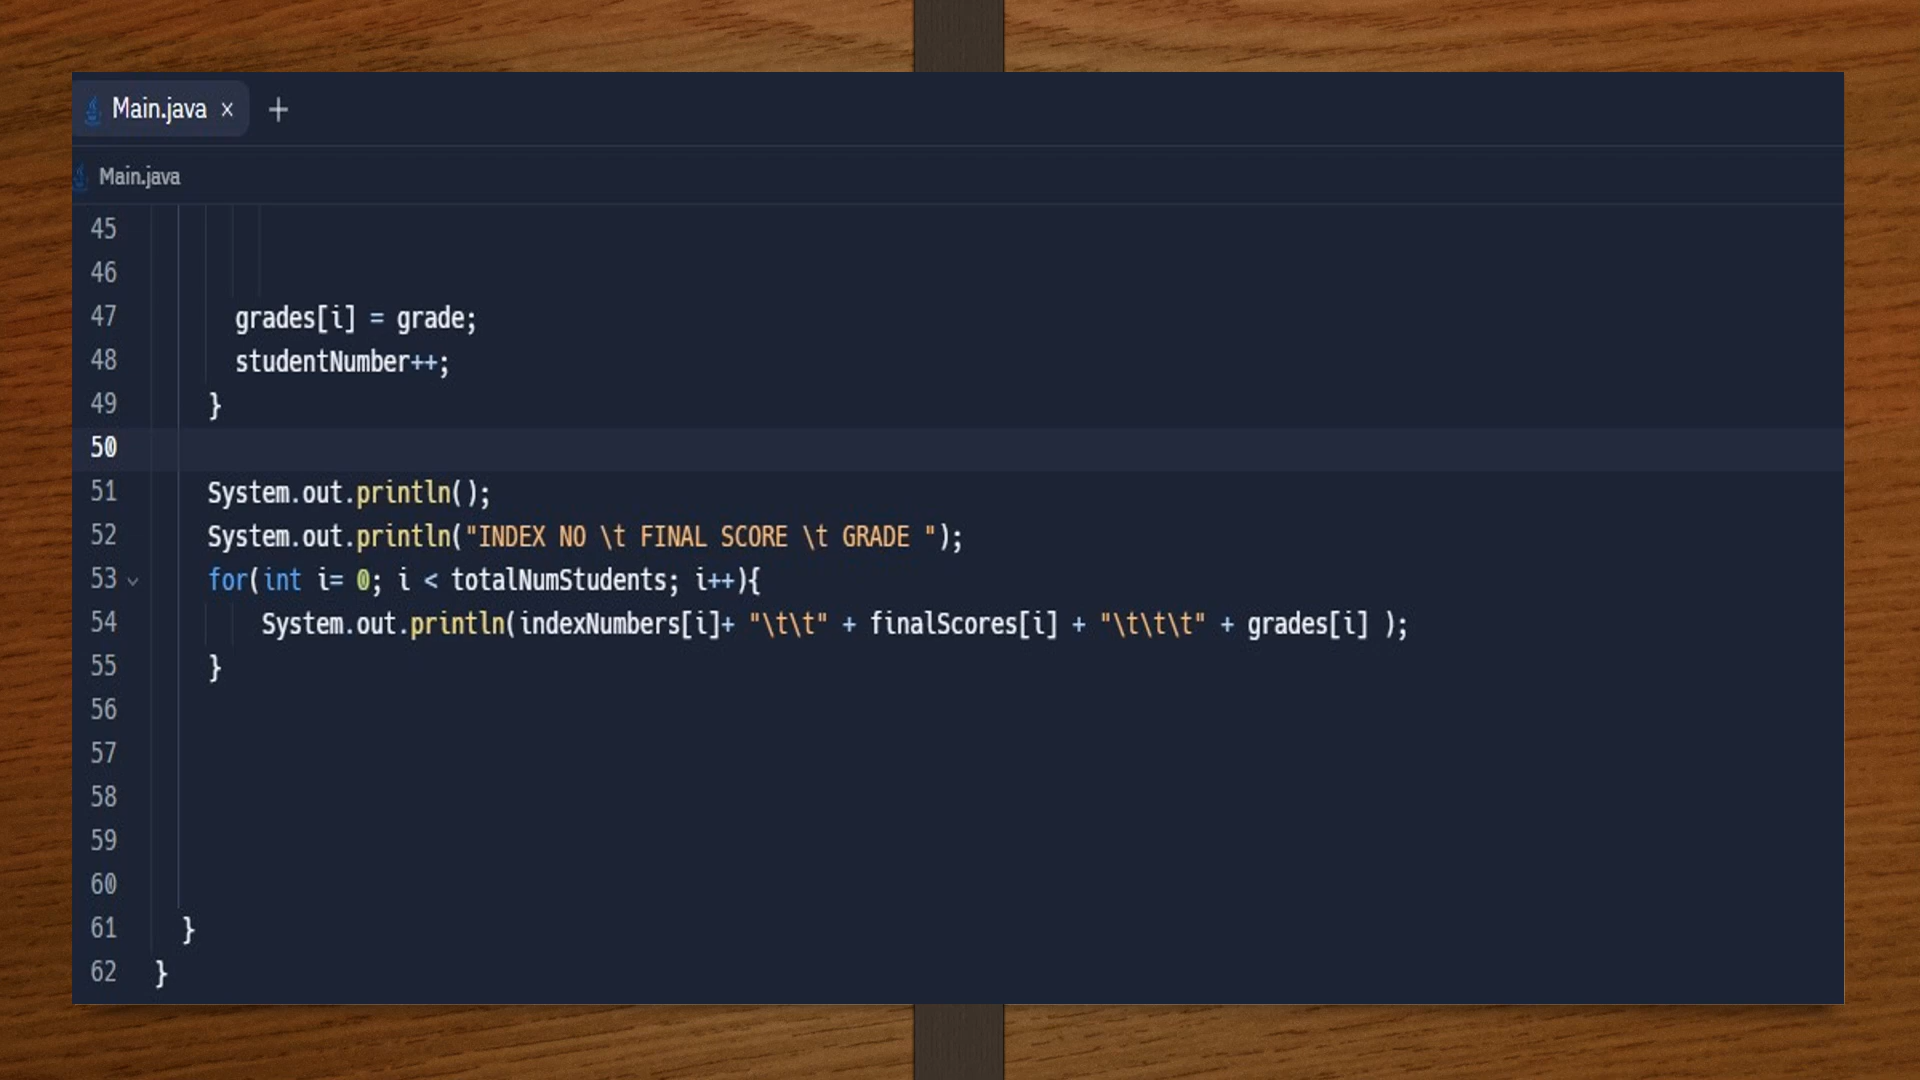 Main.java × +
Main.java
45
46
47 grades[i] = grade;
48 studentNumber++;
49 }
50
51 System.out.println();
52 System.out.println("INDEX NO \t FINAL SCORE \t GRADE ");
53 for(int i= 0; i < totalNumStudents; i++){
54 System.out.println(indexNumbers[i]+ "\t\t" + finalScores[i] + "\t\t\t" + grades[i] );
55 }
56
57
58
59
60
61 }
62 }